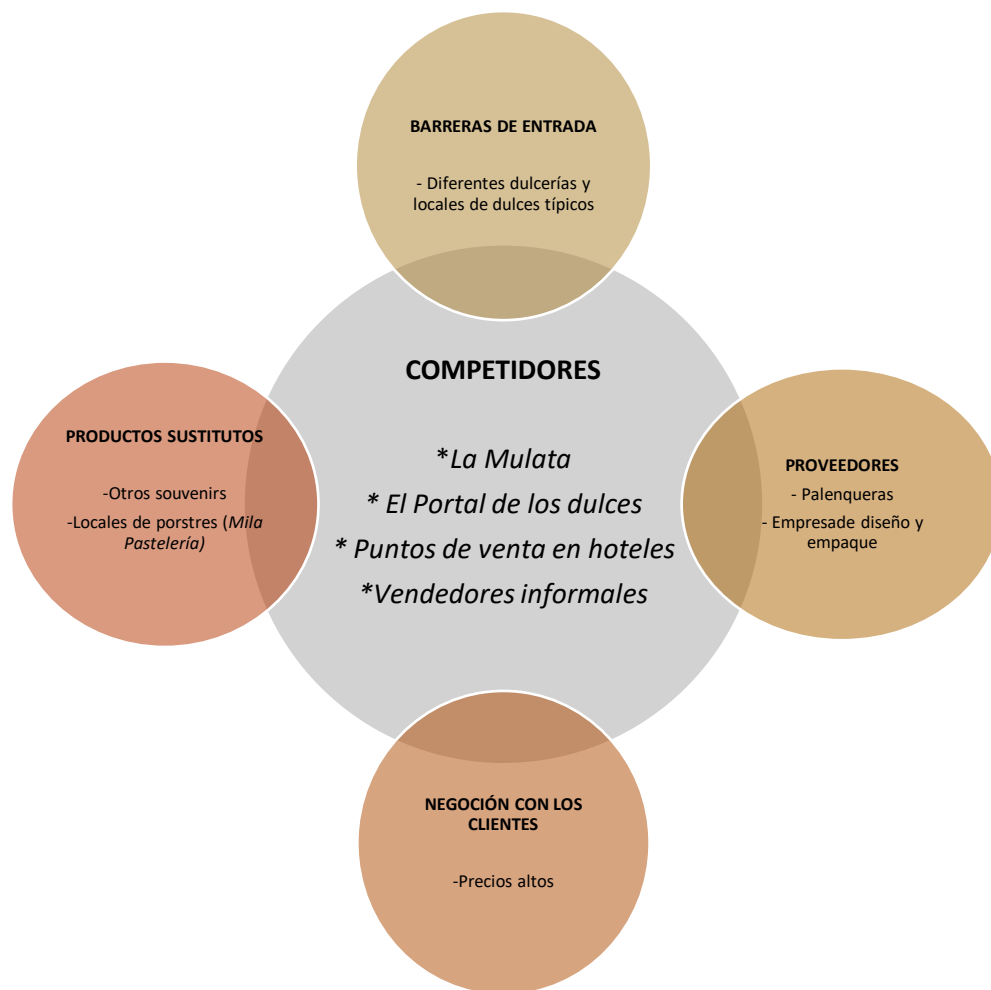 BARRERAS DE ENTRADA
- Diferentes dulcerías y
locales de dulces típicos
COMPETIDORES
*La Mulata
* El Portal de los dulces
* Puntos de venta en hoteles
*Vendedores informales
PRODUCTOS SUSTITUTOS
-Otros souvenirs
-Locales de porstres (Mila
Pastelería)
PROVEEDORES
- Palenqueras
- Empresade diseño y
empaque
NEGOCIÓN CON LOS
CLIENTES
-Precios altos